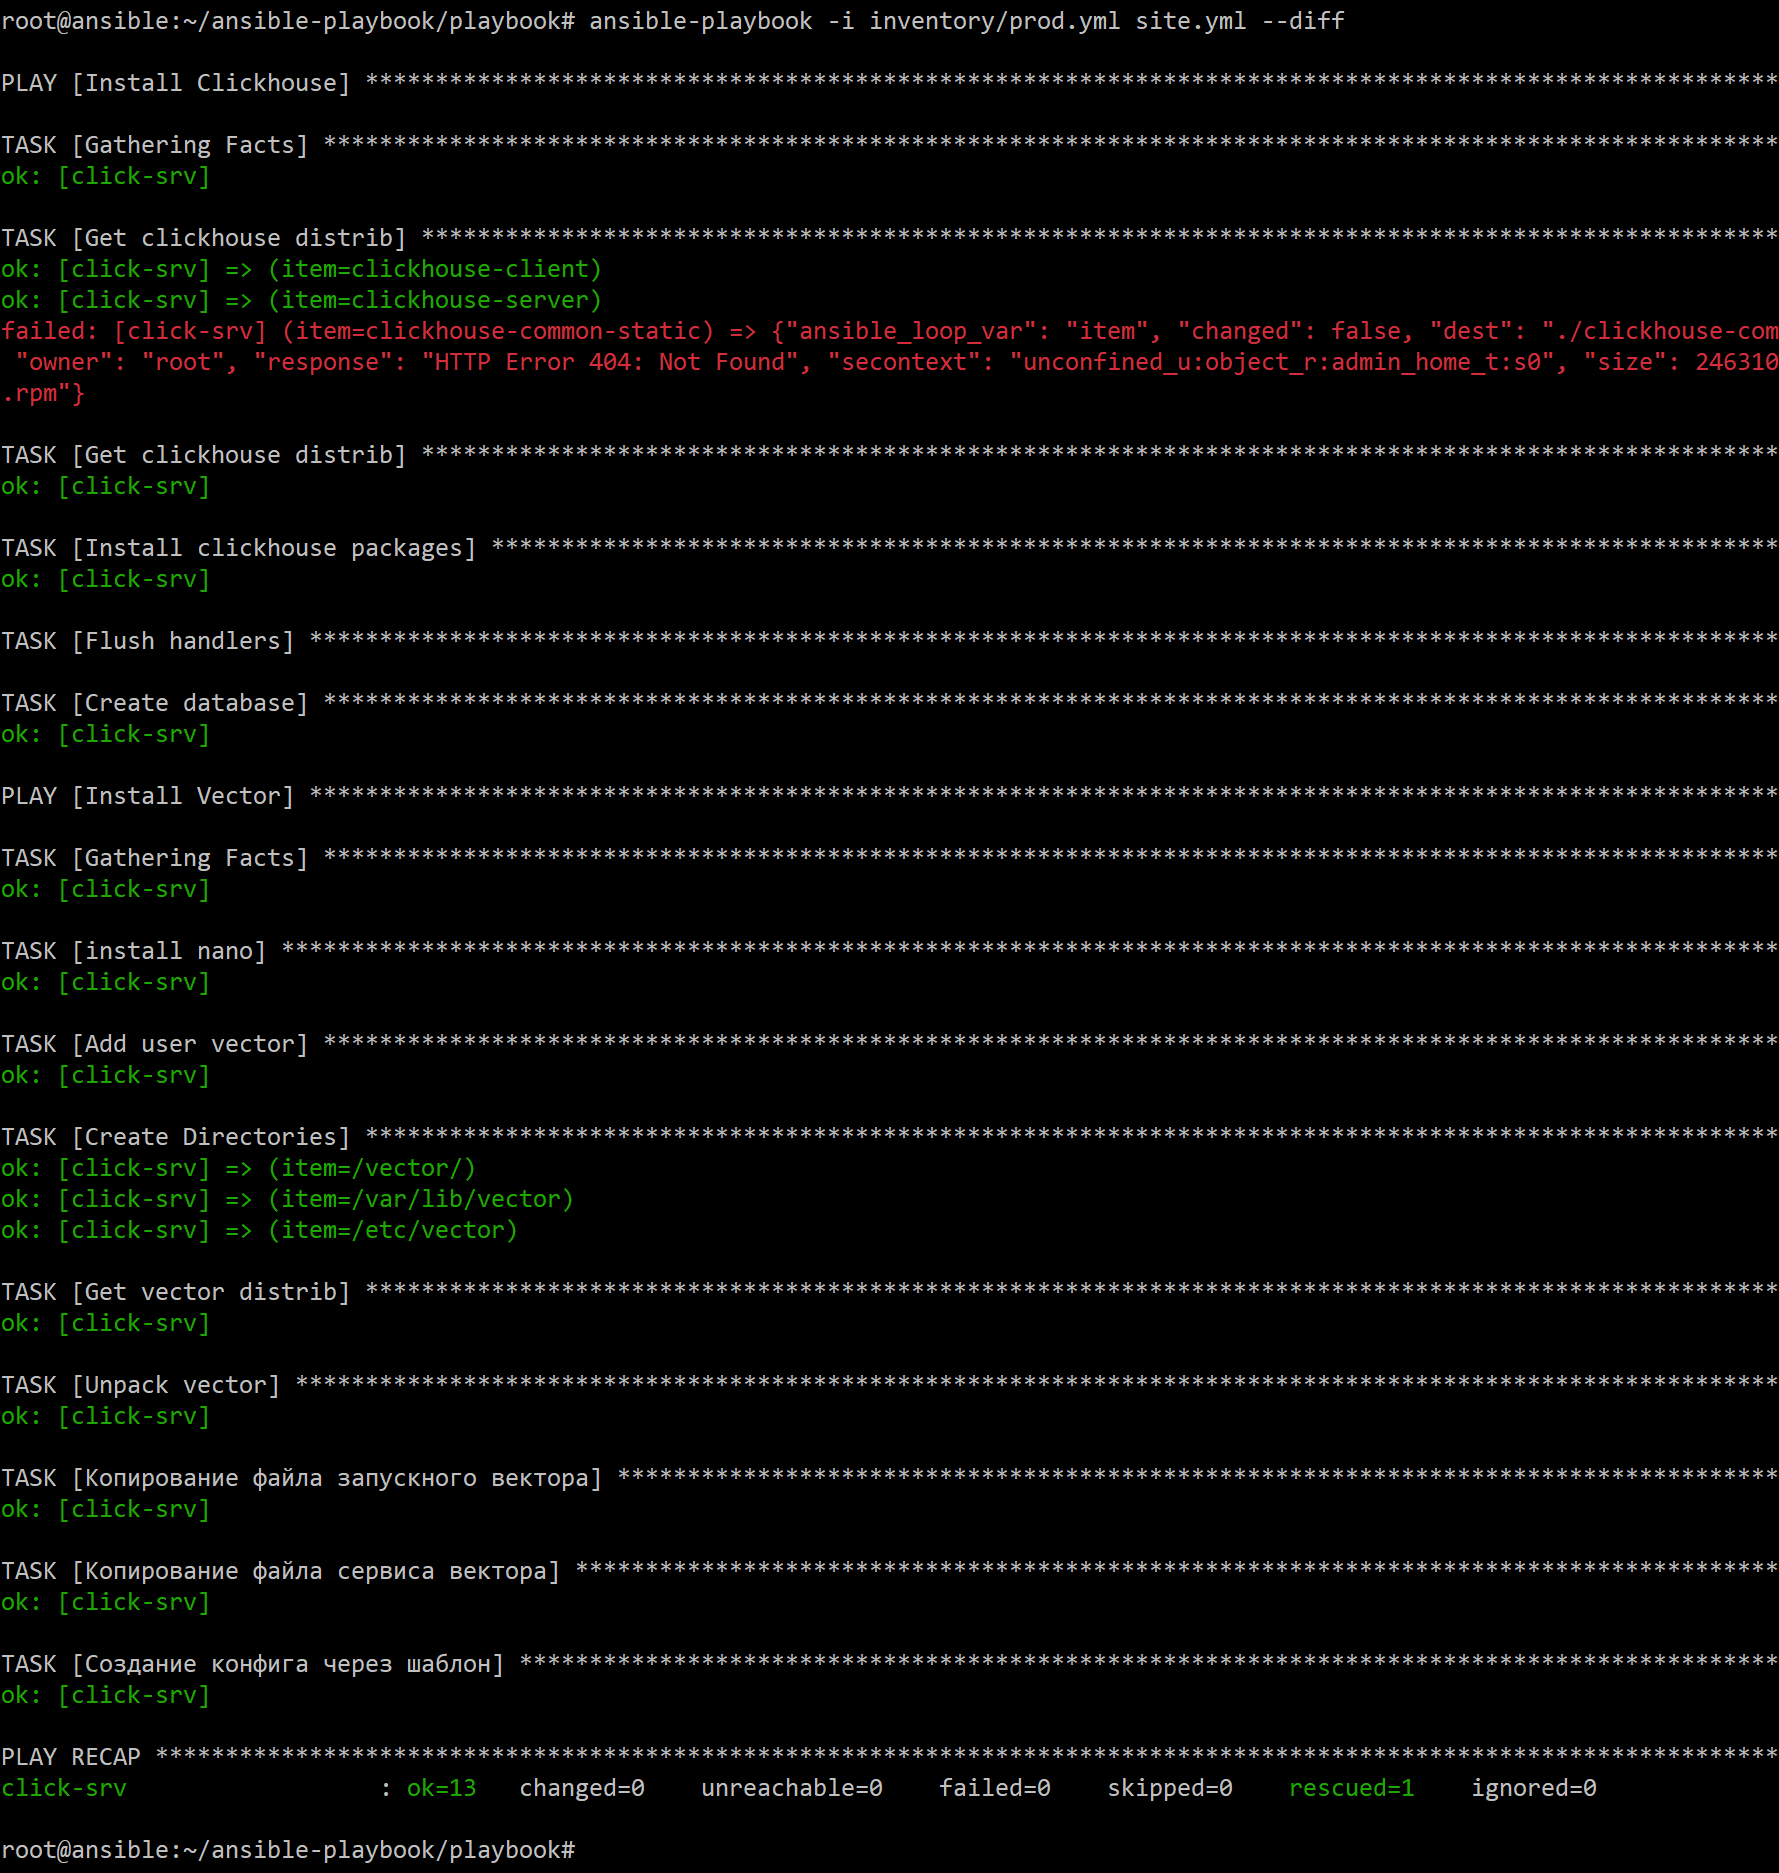 root@ansible:~/ansible-playbook/playbook# ansible-playbook -i inventory/prod.yml site.yml --diff
PLAY [Install Clickhouse] *****************************************************************************************************
TASK [Gathering Facts] ********************************************************************************************************
ok: [click-srv]
TASK [Get clickhouse distrib] *************************************************************************************************
ok: [click-srv] => (item=clickhouse-client)
ok: [click-srv] => (item=clickhouse-server)
failed: [click-srv] (item=clickhouse-common-static) => {"ansible_loop_var": "item", "changed": false, "dest": "./clickhouse-com
"owner": "root", "response": "HTTP Error 404: Not Found", "secontext": "unconfined_u:object_r:admin_home_t:s0", "size": 246310
.rpm"}
TASK [Get clickhouse distrib] *************************************************************************************************
ok: [click-srv]
TASK [Install clickhouse packages] ********************************************************************************************
ok: [click-srv]
TASK [Flush handlers] *********************************************************************************************************
TASK [Create database] ********************************************************************************************************
ok: [click-srv]
PLAY [Install Vector] *********************************************************************************************************
TASK [Gathering Facts] ********************************************************************************************************
ok: [click-srv]
TASK [install nano] ***********************************************************************************************************
ok: [click-srv]
TASK [Add user vector] ********************************************************************************************************
ok: [click-srv]
TASK [Create Directories] *****************************************************************************************************
ok: [click-srv] => (item=/vector/)
ok: [click-srv] => (item=/var/lib/vector)
ok: [click-srv] => (item=/etc/vector)
TASK [Get vector distrib] *****************************************************************************************************
ok: [click-srv]
TASK [Unpack vector] **********************************************************************************************************
ok: [click-srv]
TASK [Копирование файла запускного вектора] ***********************************************************************************
ok: [click-srv]
TASK [Копирование файла сервиса вектора] **************************************************************************************
ok: [click-srv]
TASK [Создание конфига через шаблон] ******************************************************************************************
ok: [click-srv]
PLAY RECAP ********************************************************************************************************************
click-srv                  : ok=13   changed=0    unreachable=0    failed=0    skipped=0    rescued=1    ignored=0
root@ansible:~/ansible-playbook/playbook#